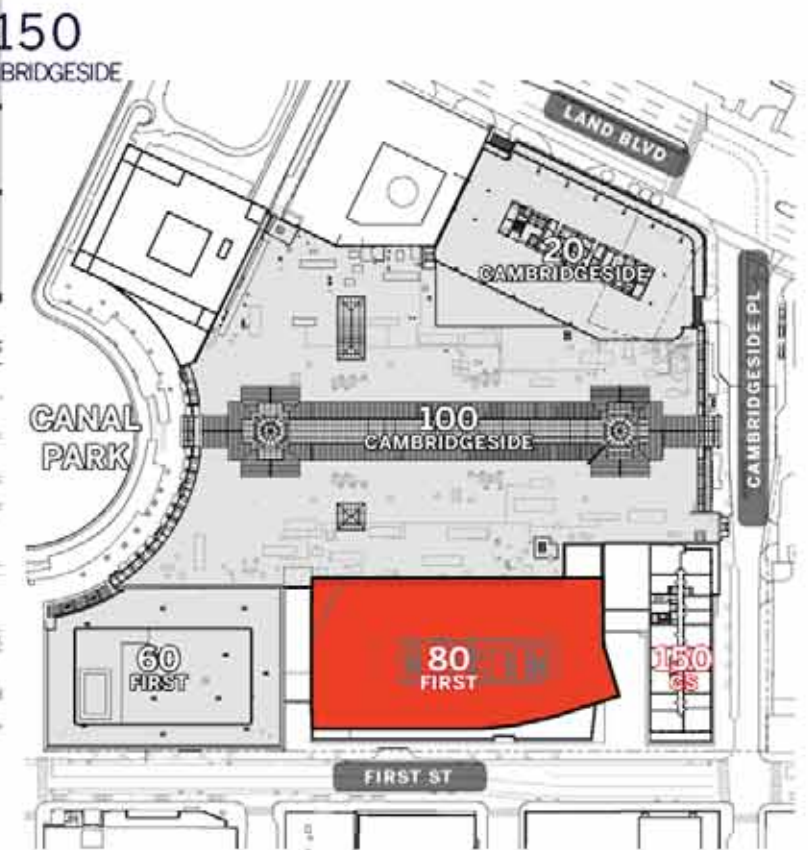 150
BRIDGESIDE
LAND BLVD
20
CAMBRIDGESIDE
CAMBRIDGESIDE PL
CANAL
PARK
100
CAMBRIDGESIDE
60
FIRST
80
FIRST
150
CS
FIRST ST